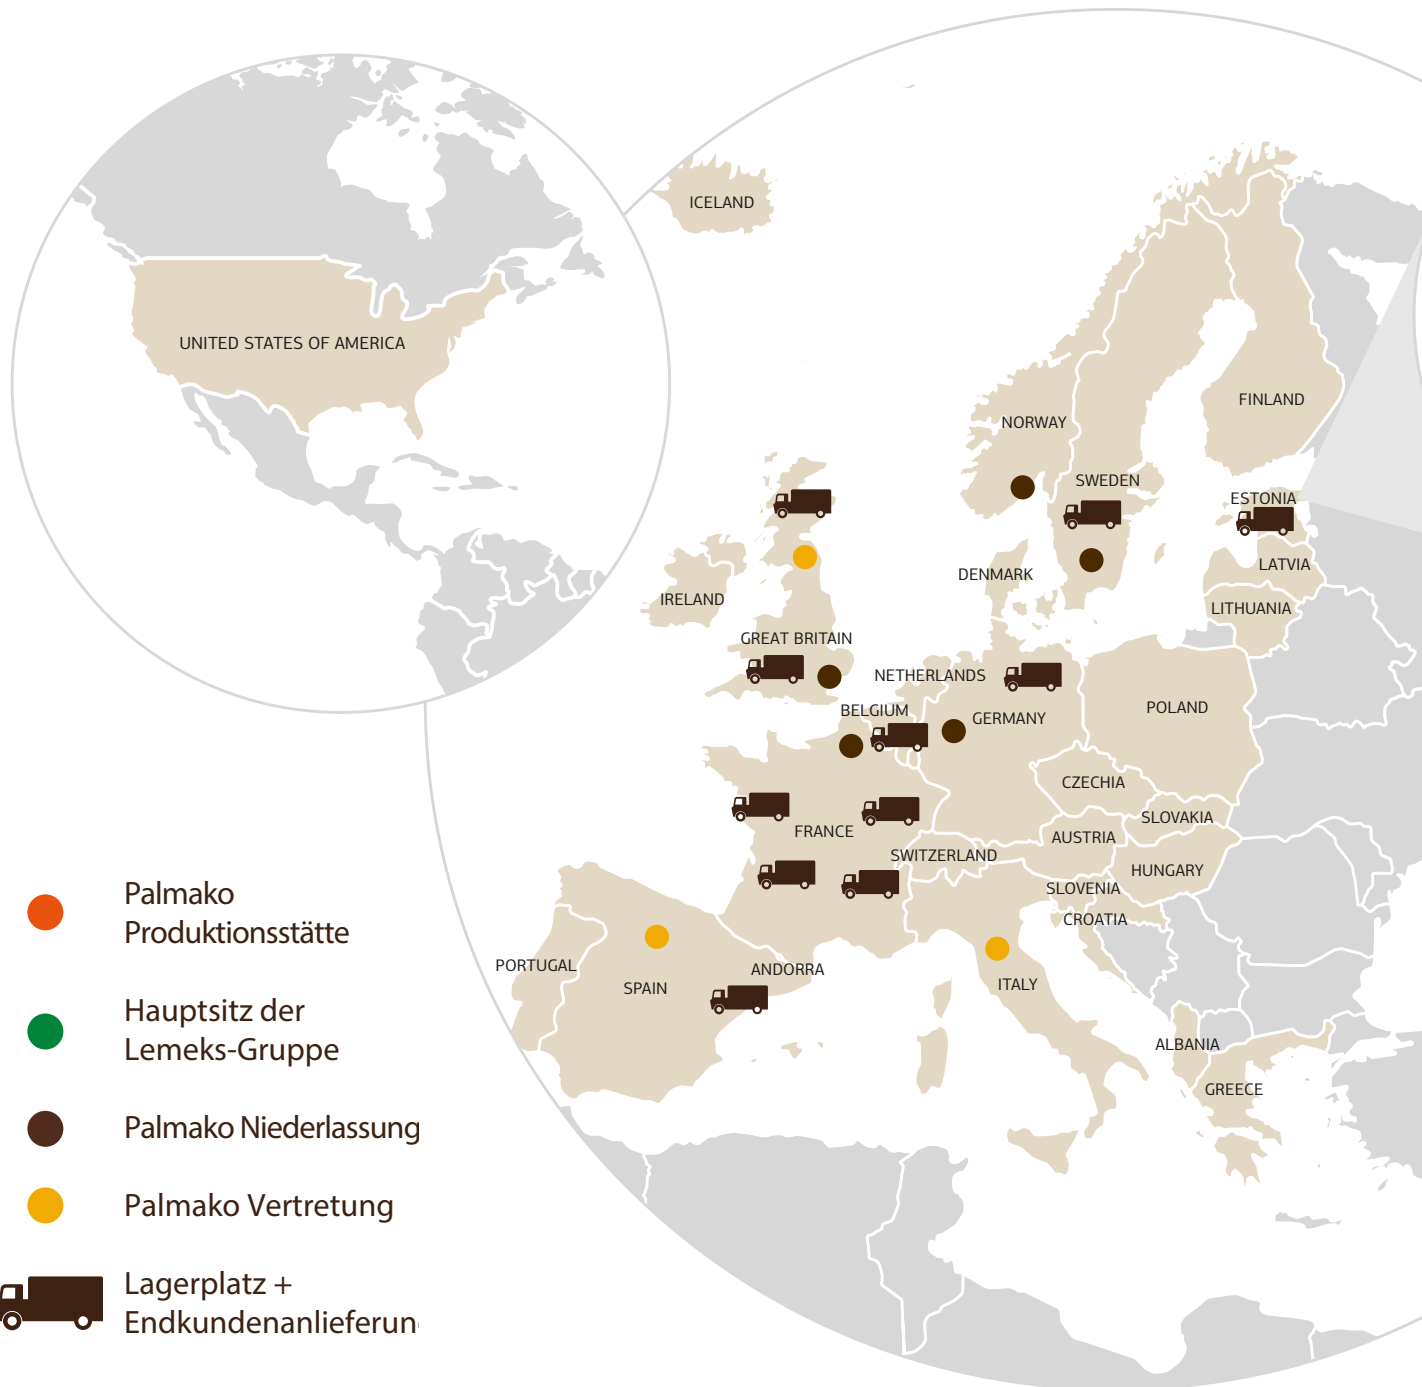 ICELAND
UNITED STATES OF AMERICA
FINLAND
NORWAY
SWEDEN
ESTONIA
LATVIA
DENMARK
IRELAND
LITHUANIA
GREAT BRITAIN
NETHERLANDS
BELGIUM
GERMANY
POLAND
CZECHIA
SLOVAKIA
FRANCE
AUSTRIA
SWITZERLAND
HUNGARY
SLOVENIA
CROATIA
PORTUGAL
ANDORRA
SPAIN
ITALY
ALBANIA
GREECE
Palmako
Produktionsstätte
Hauptsitz der
Lemeks-Gruppe
Palmako Niederlassung
Palmako Vertretung
Lagerplatz +
Endkundenanlieferun